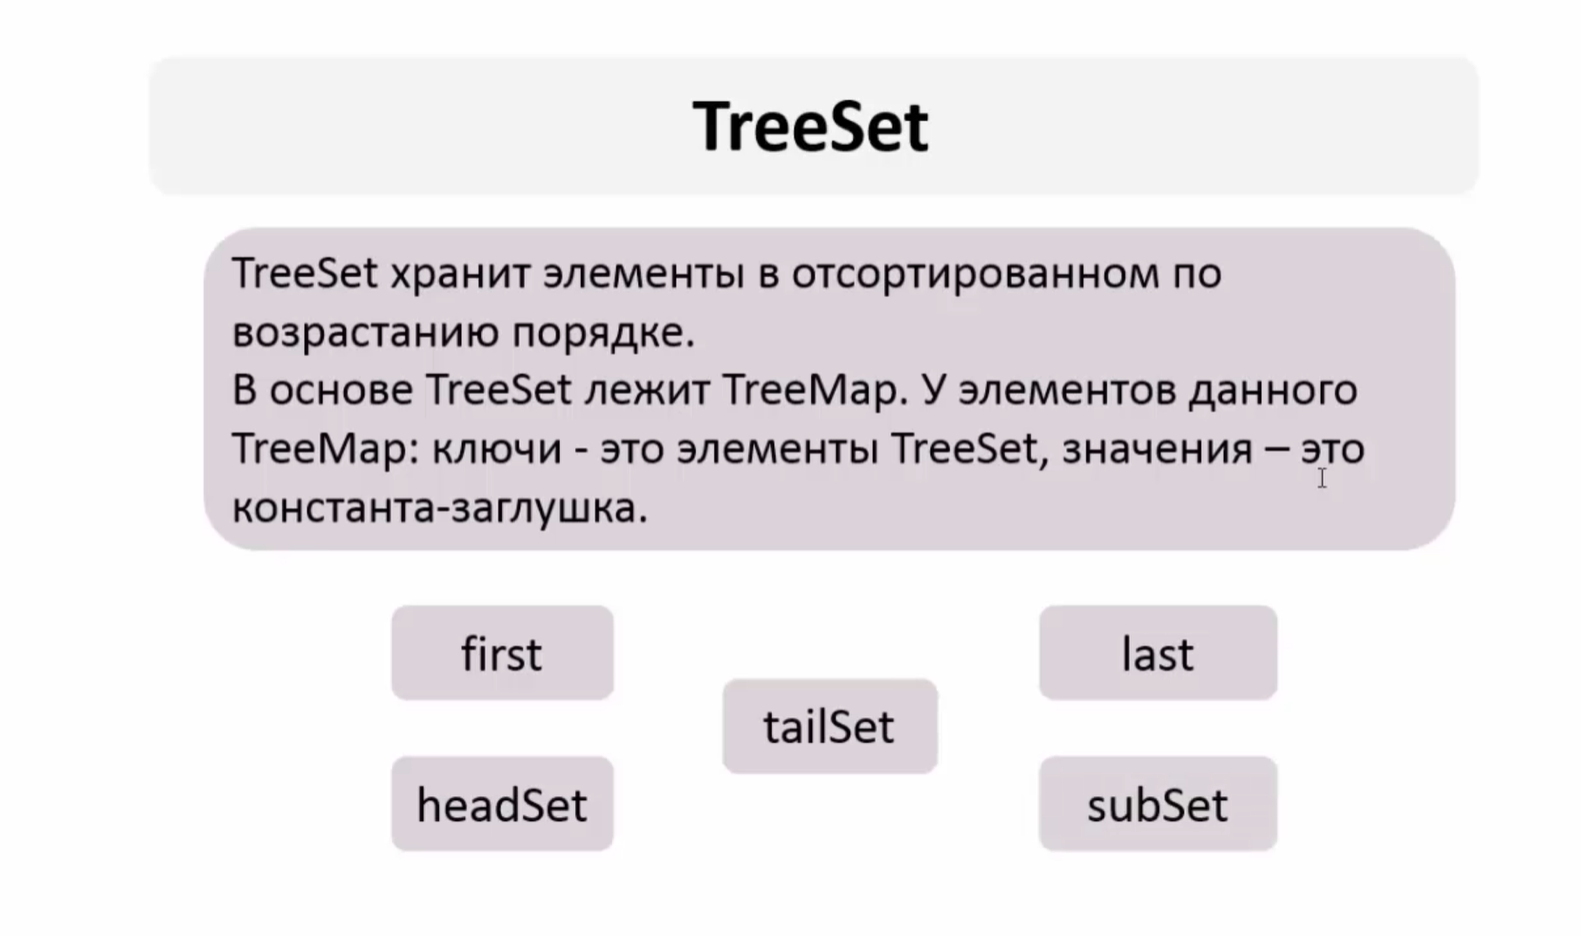 TreeSet
TreeSet хранит элементы в отсортированном по
возрастанию порядке.
В основе TreeSet лежит TreeMap. У элементов данного
TreeMap: ключи - это элементы TreeSet, значения – это
константа-заглушка.
first
last
tailSet
headSet
subSet